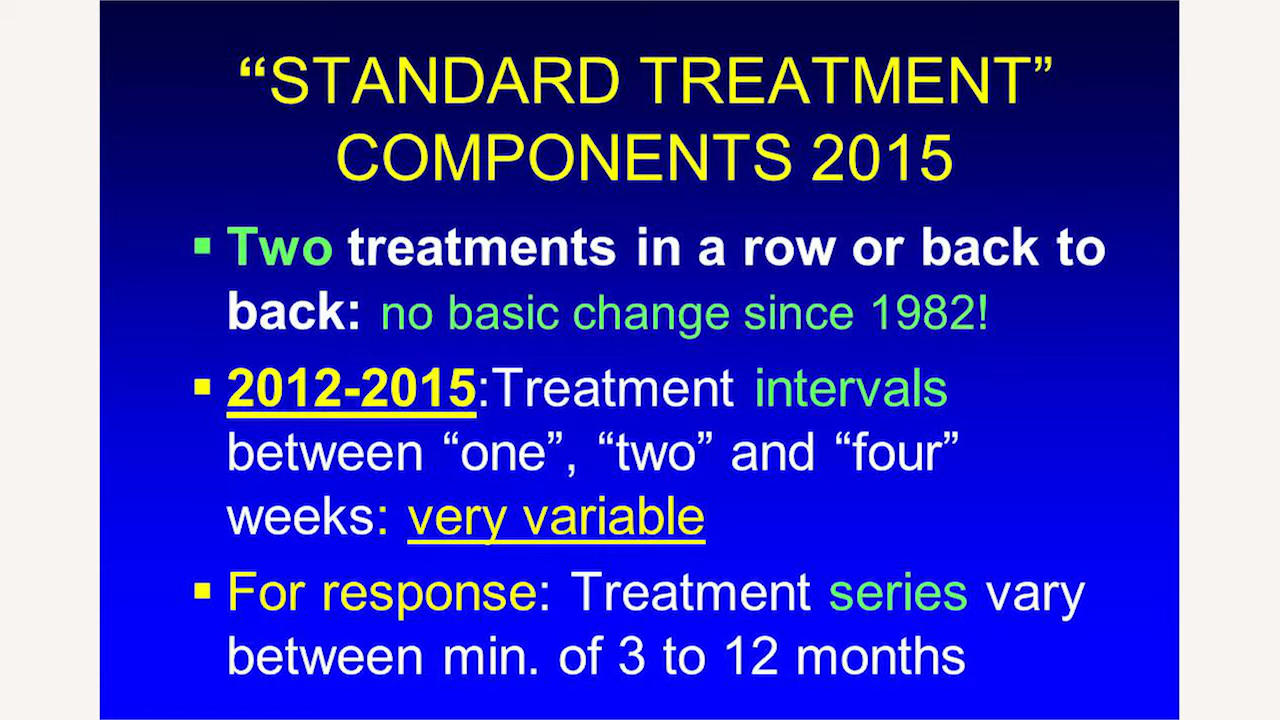 “STANDARD TREATMENT”
COMPONENTS 2015
▪ Two treatments in a row or back to
back: no basic change since 1982!
▪ 2012-2015:Treatment intervals
between “one”, “two” and “four”
weeks: very variable
▪ For response: Treatment series vary
between min. of 3 to 12 months